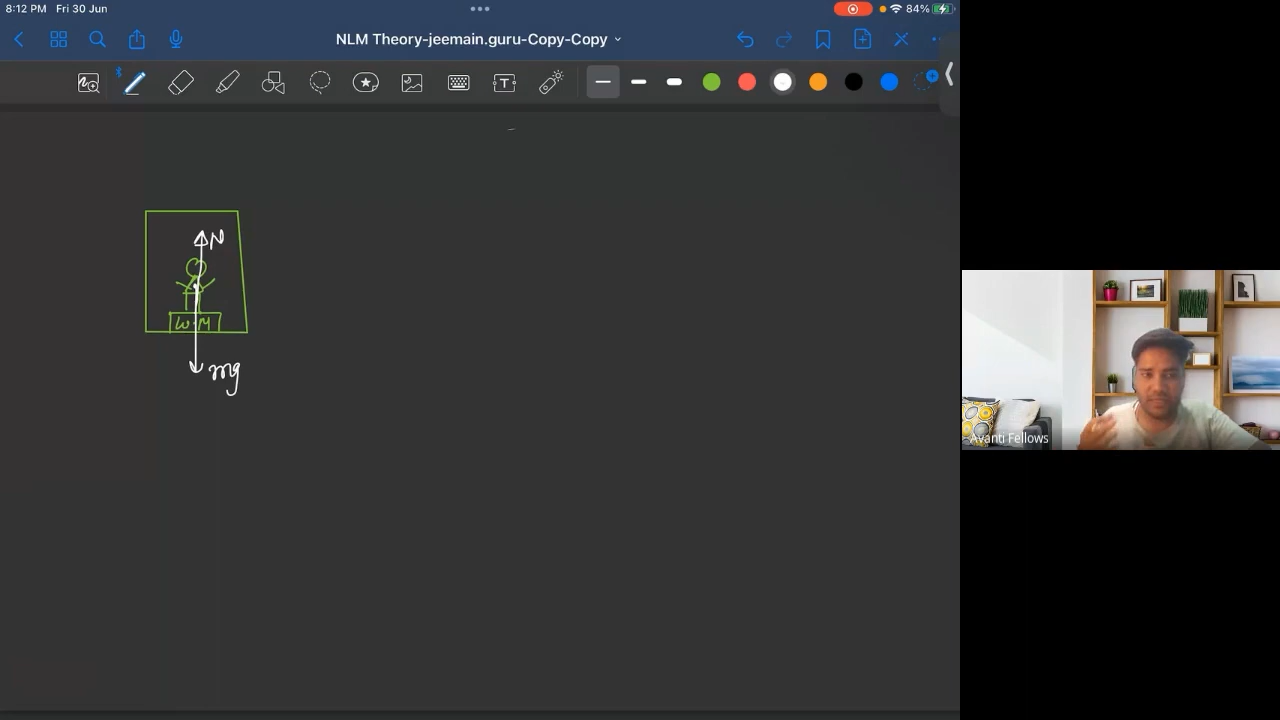 8:12 PM Fri 30 Jun
84%
NLM Theory-jeemain.guru-Copy-Copy
T
N
W·M
mg
Avanti Fellows